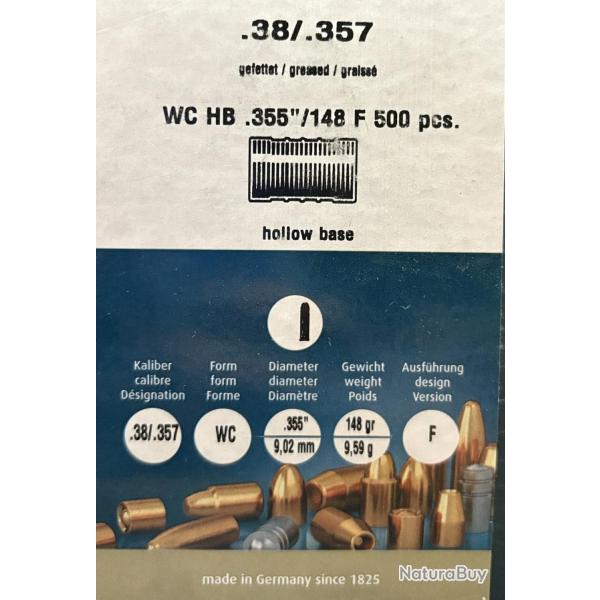 .38/.357
gefettet / greased / graissé
WC HB .355"/148 F 500 pcs.
hollow base
Kaliber
calibre
Désignation
Form
form
Forme
Diameter
diameter
Diamètre
Gewicht
weight
Poids
Ausführung
design
Version
.38/.357
WC
.355"
9,02 mm
148 gr
9,59 g
F
made in Germany since 1825
NaturaBuy